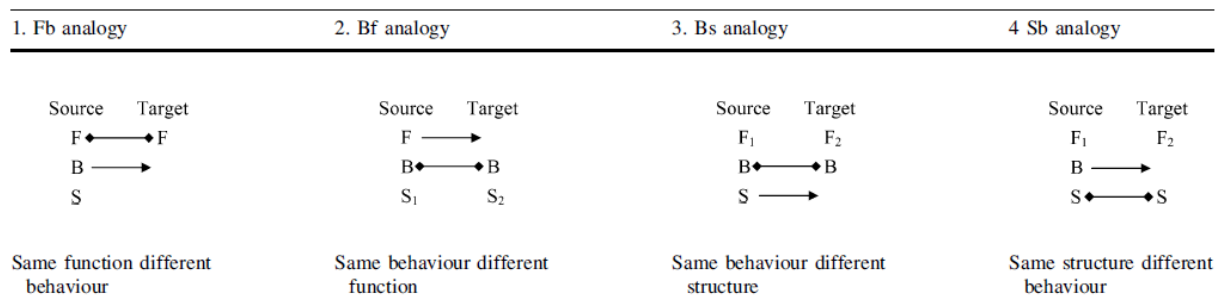 1. Fb analogy 2. Bf analogy 3. Bs analogy 4 Sb analogy
Source Target Source Target Source Target Source Target
F F F F₁ F₂ F₁ F₂
B B B B B B
S S₁ S₂ S S S
Same function different Same behaviour different Same behaviour different Same structure different
behaviour function structure behaviour